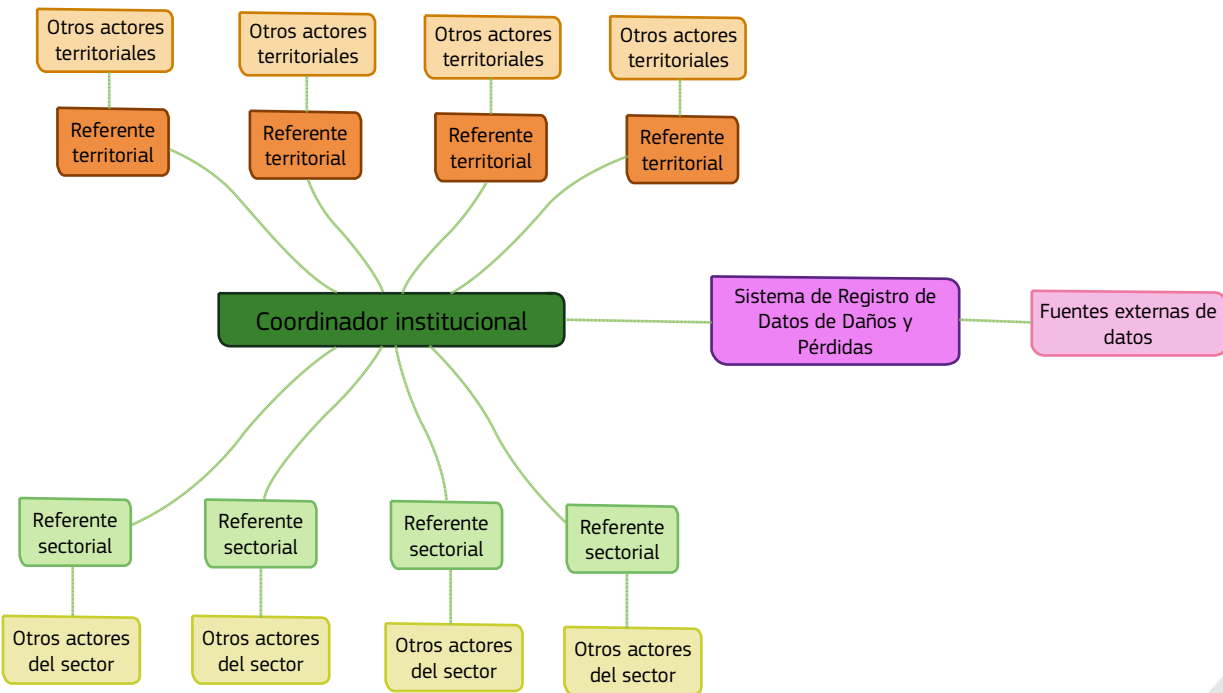 Otros actores
territoriales
Otros actores
territoriales
Otros actores
territoriales
Otros actores
territoriales
Referente
territorial
Referente
territorial
Referente
territorial
Referente
territorial
Coordinador institucional
Sistema de Registro de
Datos de Daños y
Pérdidas
Fuentes externas de
datos
Referente
sectorial
Referente
sectorial
Referente
sectorial
Referente
sectorial
Otros actores
del sector
Otros actores
del sector
Otros actores
del sector
Otros actores
del sector